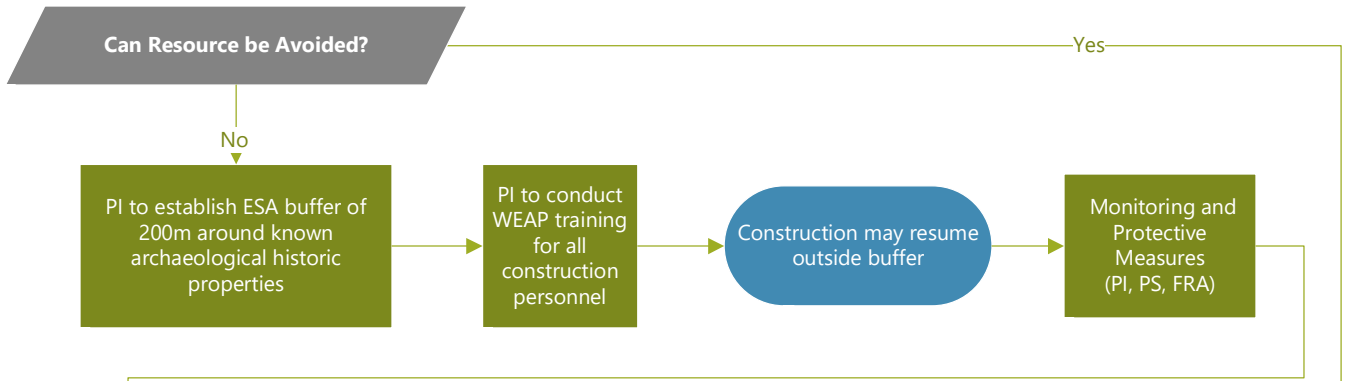 Can Resource be Avoided?
Yes
No
PI to establish ESA buffer of
200m around known
archaeological historic
properties
PI to conduct
WEAP training
for all
construction
personnel
Construction may resume
outside buffer
Monitoring and
Protective
Measures
(PI, PS, FRA)